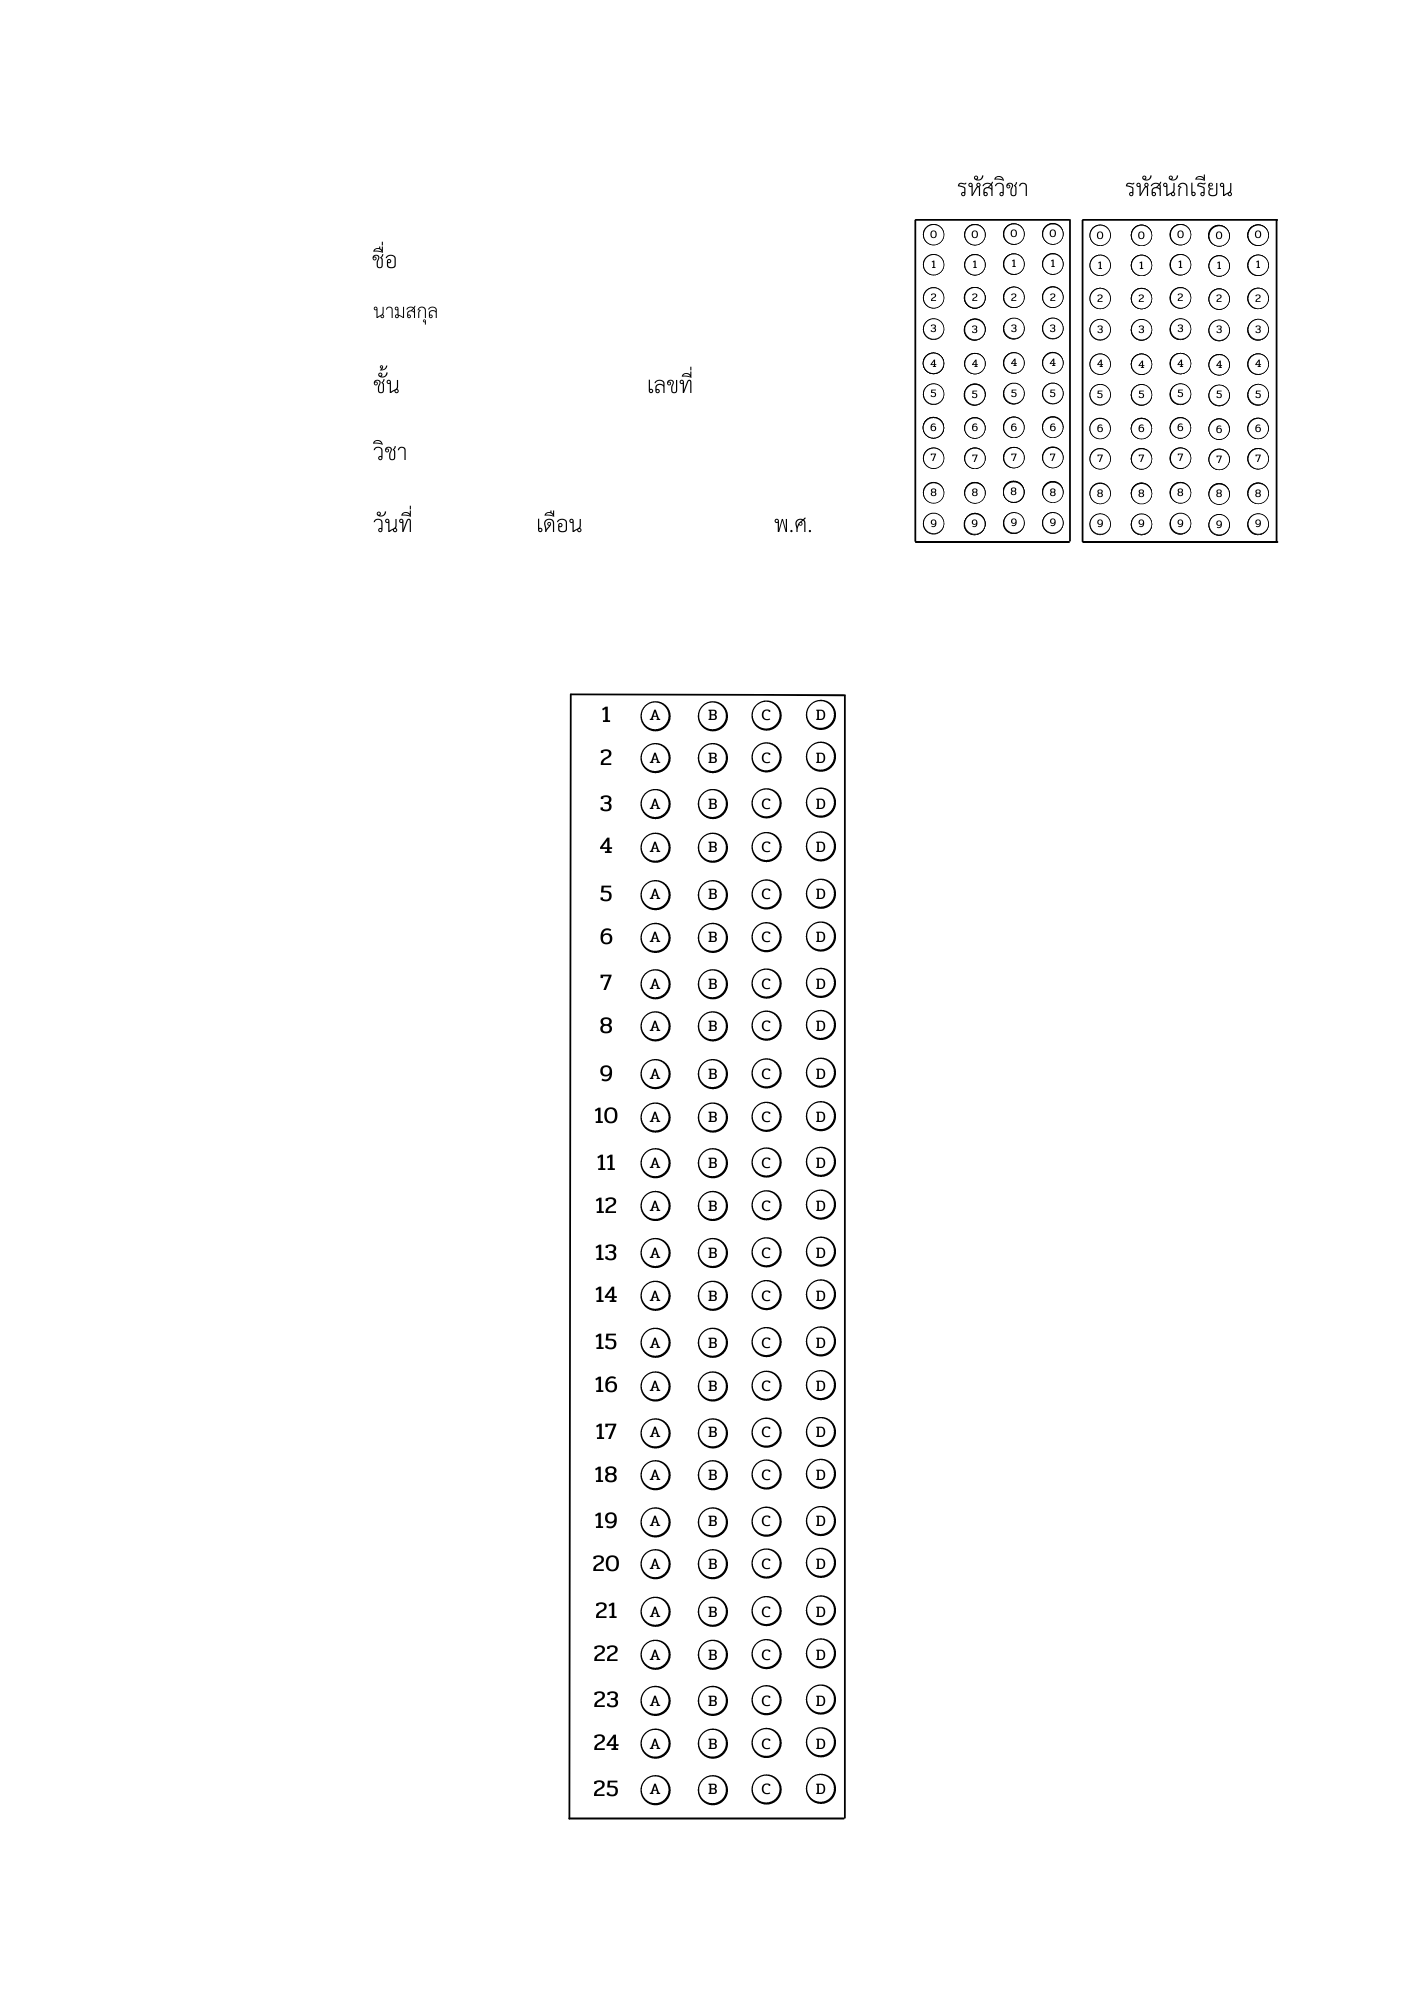 รหัสวิชา รหัสนักเรียน
0 0 0 0 0 0 0 0 0
ชื่อ
1 1 1 1 1 1 1 1 1
2 2 2 2 2 2 2 2 2
นามสกุล
3 3 3 3 3 3 3 3 3
4 4 4 4 4 4 4 4 4
ชั้น เลขที่
5 5 5 5 5 5 5 5 5
6 6 6 6 6 6 6 6 6
วิชา
7 7 7 7 7 7 7 7 7
8 8 8 8 8 8 8 8 8
วันที่ เดือน พ.ศ.
9 9 9 9 9 9 9 9 9
1 A B C D
2 A B C D
3 A B C D
4 A B C D
5 A B C D
6 A B C D
7 A B C D
8 A B C D
9 A B C D
10 A B C D
11 A B C D
12 A B C D
13 A B C D
14 A B C D
15 A B C D
16 A B C D
17 A B C D
18 A B C D
19 A B C D
20 A B C D
21 A B C D
22 A B C D
23 A B C D
24 A B C D
25 A B C D